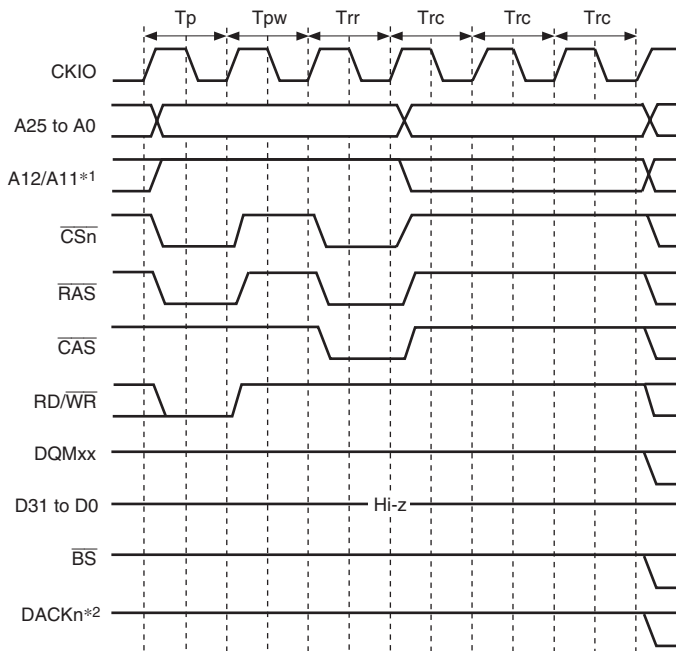 Tp Tpw Trr Trc Trc Trc
CKIO
A25 to A0
A12/A11*1
CSn
RAS
CAS
RD/WR
DQMxx
D31 to D0 Hi-z
BS
DACKn*2